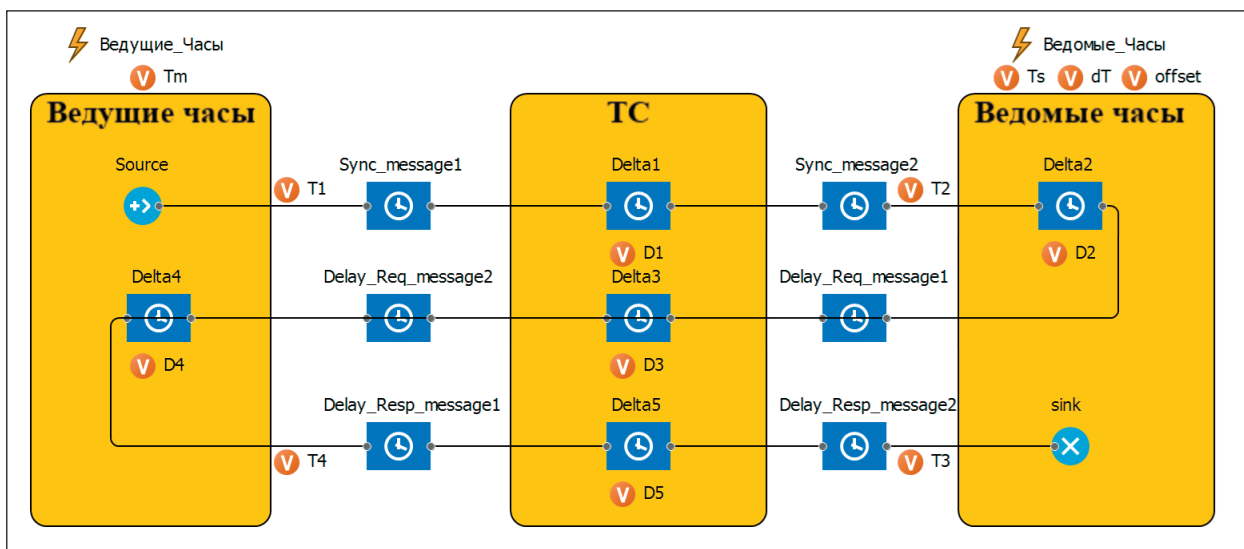 Ведущие_Часы
Ведомые_Часы
V Tm
V Ts V dT V offset
Ведущие часы
ТС
Ведомые часы
Source
Sync_message1
Delta1
Sync_message2
Delta2
V T1
V T2
V D1
V D2
Delta4
Delay_Req_message2
Delta3
Delay_Req_message1
V D4
V D3
Delay_Resp_message1
Delta5
Delay_Resp_message2
sink
V T4
V T3
V D5